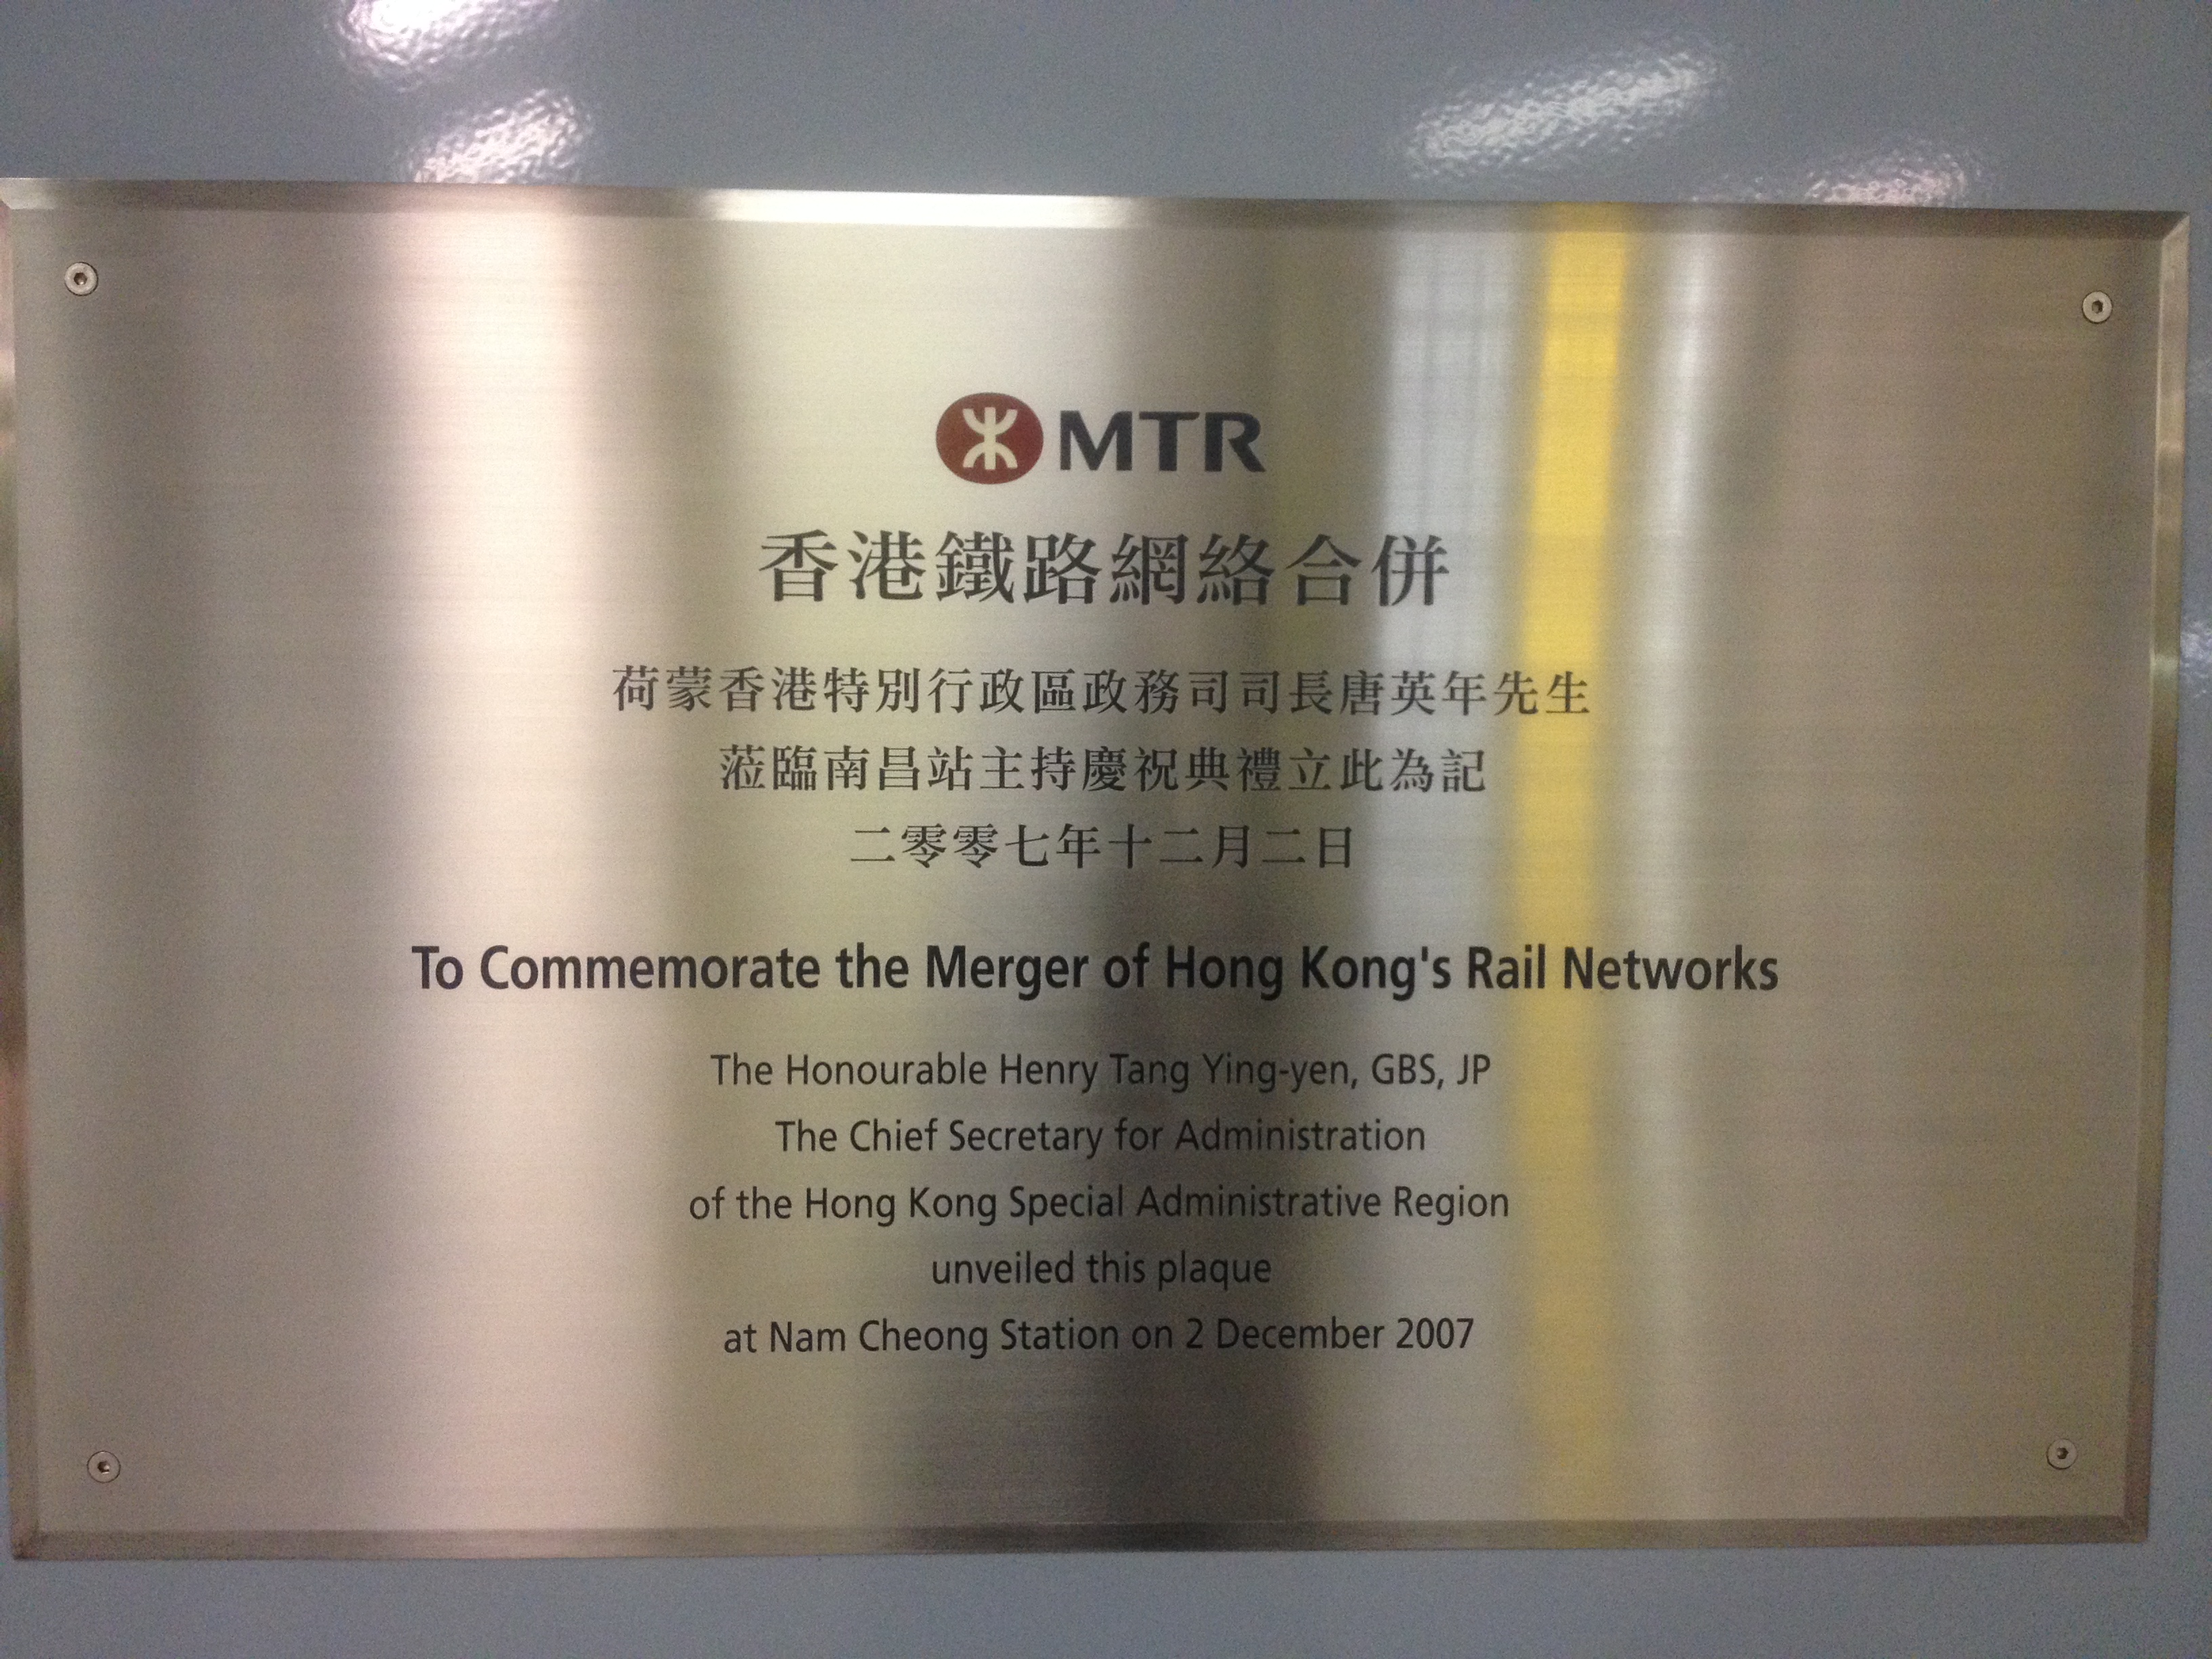 MTR
香港鐵路網絡合併
荷蒙香港特別行政區政務司司長唐英年先生
蒞臨南昌站主持慶祝典禮立此為記
二零零七年十二月二日
To Commemorate the Merger of Hong Kong's Rail Networks
The Honourable Henry Tang Ying-yen, GBS, JP
The Chief Secretary for Administration
of the Hong Kong Special Administrative Region
unveiled this plaque
at Nam Cheong Station on 2 December 2007